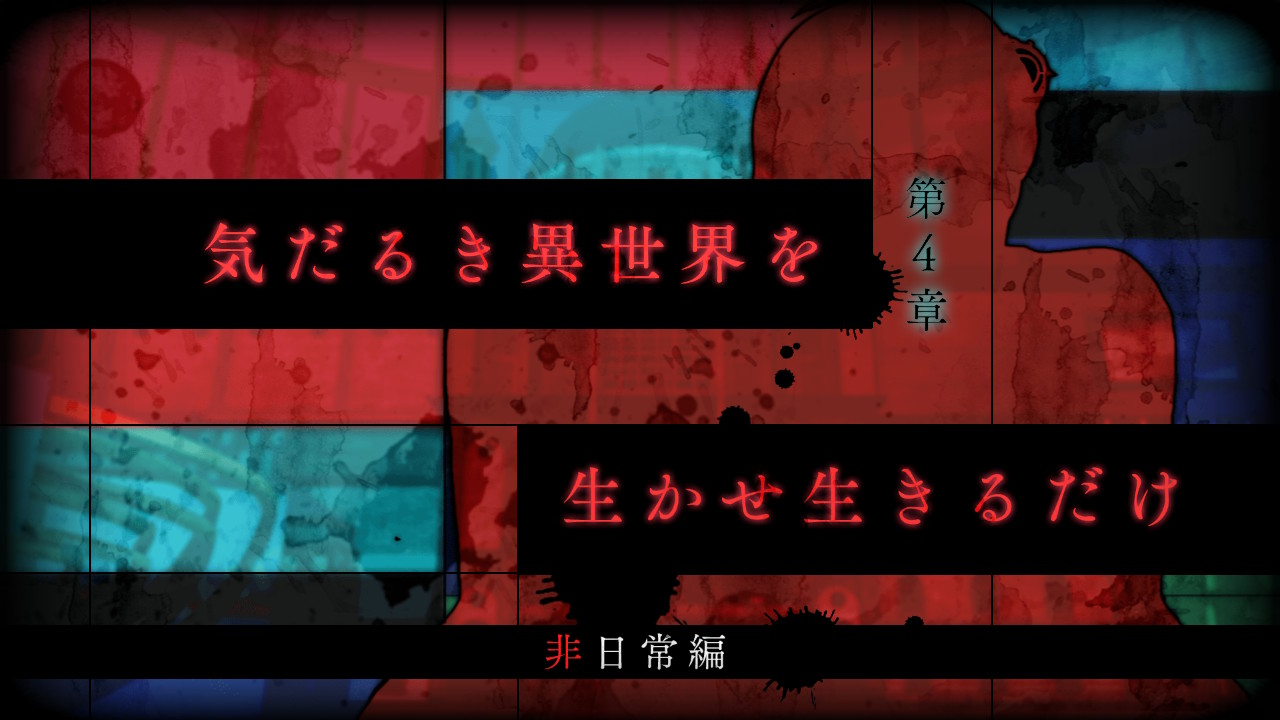 第4章
気だるき異世界を
生かせ生きるだけ
非日常編